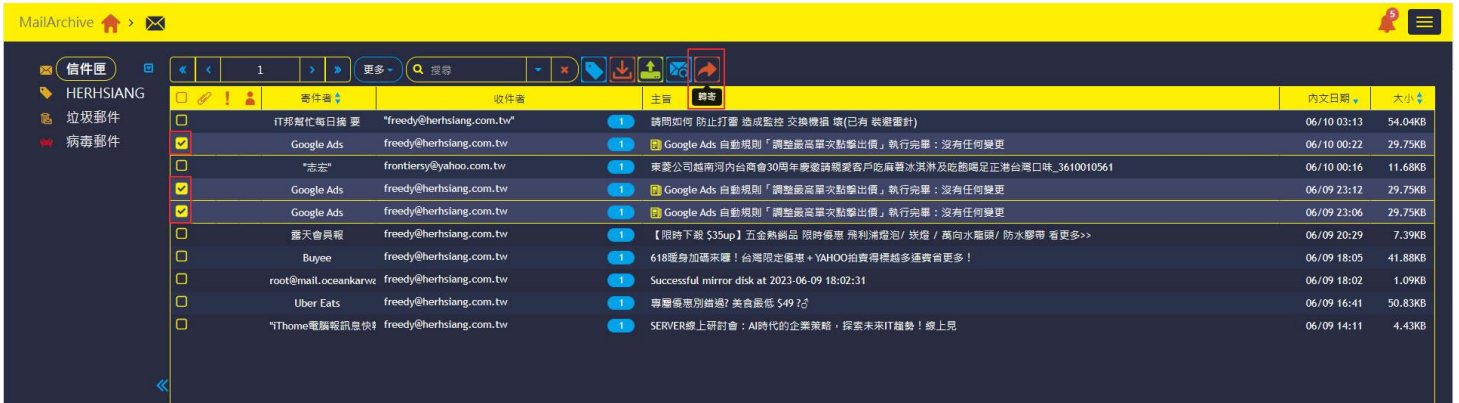 MailArchive
5
信件匣
HERHSIANG
垃圾郵件
病毒郵件
« ‹ 1 › » 更多 搜尋
轉寄
寄件者 收件者 主旨 內文日期 大小
iT邦幫忙每日摘 要 "freedy@herhsiang.com.tw" 1 請問如何 防止打雷 造成監控 交換機損 壞(已有 裝避雷針) 06/10 03:13 54.04KB
Google Ads freedy@herhsiang.com.tw 1 Google Ads 自動規則「調整最高單次點擊出價」執行完畢：沒有任何變更 06/10 00:22 29.75KB
"志宏" frontiersy@yahoo.com.tw 1 東菱公司越南河內台商會30周年慶邀請親愛客戶吃麻薯冰淇淋及吃飽喝足正港台灣口味_3610010561 06/10 00:16 11.68KB
Google Ads freedy@herhsiang.com.tw 1 Google Ads 自動規則「調整最高單次點擊出價」執行完畢：沒有任何變更 06/09 23:12 29.75KB
Google Ads freedy@herhsiang.com.tw 1 Google Ads 自動規則「調整最高單次點擊出價」執行完畢：沒有任何變更 06/09 23:06 29.75KB
露天會員報 freedy@herhsiang.com.tw 1 【限時下殺 $35up】五金熱銷品 限時優惠 飛利浦燈泡/ 崁燈 / 萬向水龍頭/ 防水膠帶 看更多>> 06/09 20:29 7.39KB
Buyee freedy@herhsiang.com.tw 1 618暖身加碼來囉！台灣限定優惠＋YAHOO拍賣得標越多運費省更多！ 06/09 18:05 41.88KB
root@mail.oceankarwa freedy@herhsiang.com.tw 1 Successful mirror disk at 2023-06-09 18:02:31 06/09 18:02 1.09KB
Uber Eats freedy@herhsiang.com.tw 1 專屬優惠別錯過? 美食最低 $49 ?♂ 06/09 16:41 50.83KB
"iThome電腦報訊息快 freedy@herhsiang.com.tw 1 SERVER線上研討會：AI時代的企業策略，探索未來IT趨勢！線上見 06/09 14:11 4.43KB